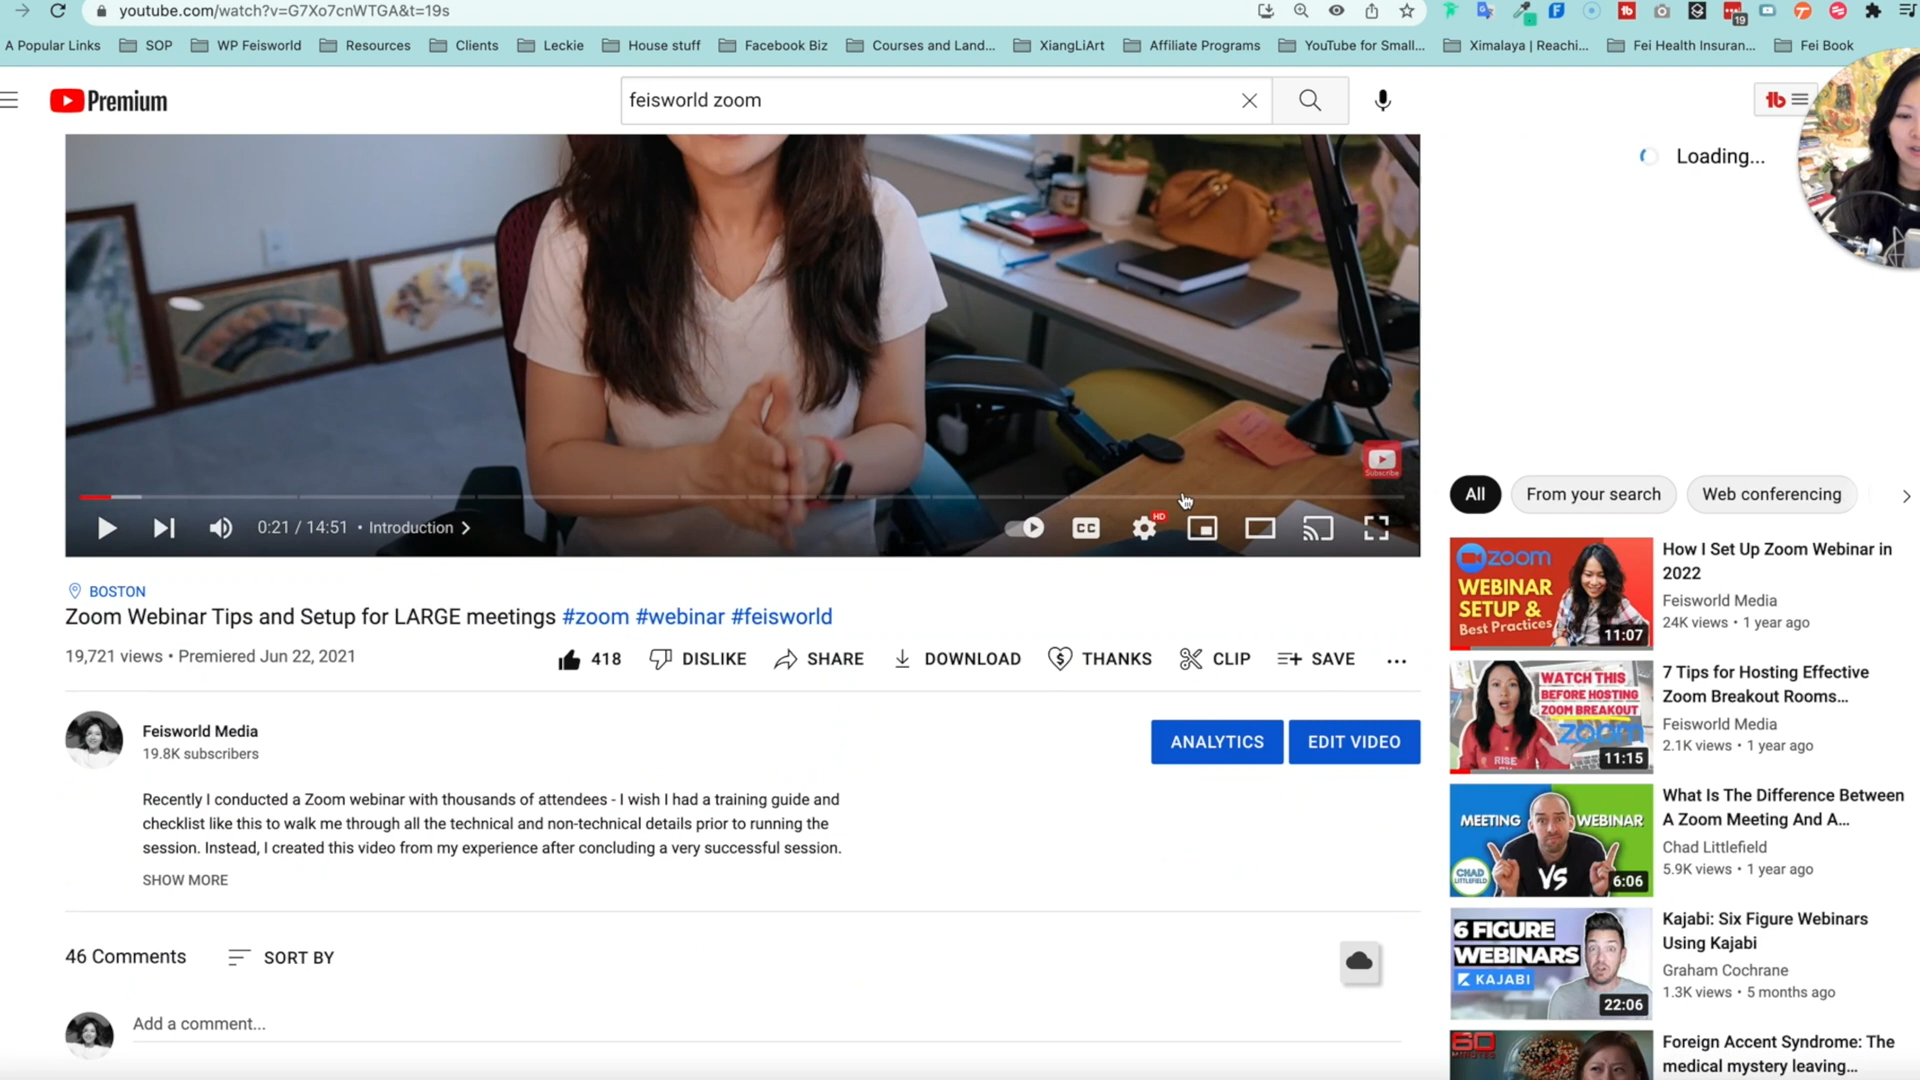 youtube.com/watch?v=G7Xo7cnWTGA&t=19s
19
A Popular Links
SOP
WP Feisworld
Resources
Clients
Leckie
House stuff
Facebook Biz
Courses and Land...
XiangLiArt
Affiliate Programs
YouTube for Small...
Ximalaya | Reachi...
Fei Health Insuran...
Fei Book
Premium
feisworld zoom
Loading...
Subscribe
0:21 / 14:51 • Introduction
CC
HD
BOSTON
Zoom Webinar Tips and Setup for LARGE meetings #zoom #webinar #feisworld
19,721 views • Premiered Jun 22, 2021
418
DISLIKE
SHARE
DOWNLOAD
THANKS
CLIP
SAVE
Feisworld Media
19.8K subscribers
ANALYTICS
EDIT VIDEO
Recently I conducted a Zoom webinar with thousands of attendees - I wish I had a training guide and
checklist like this to walk me through all the technical and non-technical details prior to running the
session. Instead, I created this video from my experience after concluding a very successful session.
SHOW MORE
46 Comments
SORT BY
Add a comment...
All
From your search
Web conferencing
zoom
WEBINAR
SETUP &
Best Practices
11:07
How I Set Up Zoom Webinar in
2022
Feisworld Media
24K views • 1 year ago
WATCH THIS
BEFORE HOSTING
ZOOM BREAKOUT
zoom
RISE
11:15
7 Tips for Hosting Effective
Zoom Breakout Rooms...
Feisworld Media
2.1K views • 1 year ago
MEETING
WEBINAR
CHAD
LITTLEFIELD
VS
6:06
What Is The Difference Between
A Zoom Meeting And A...
Chad Littlefield
5.9K views • 1 year ago
6 FIGURE
WEBINARS
KAJABI
22:06
Kajabi: Six Figure Webinars
Using Kajabi
Graham Cochrane
1.3K views • 5 months ago
60
MINUTES
Foreign Accent Syndrome: The
medical mystery leaving...